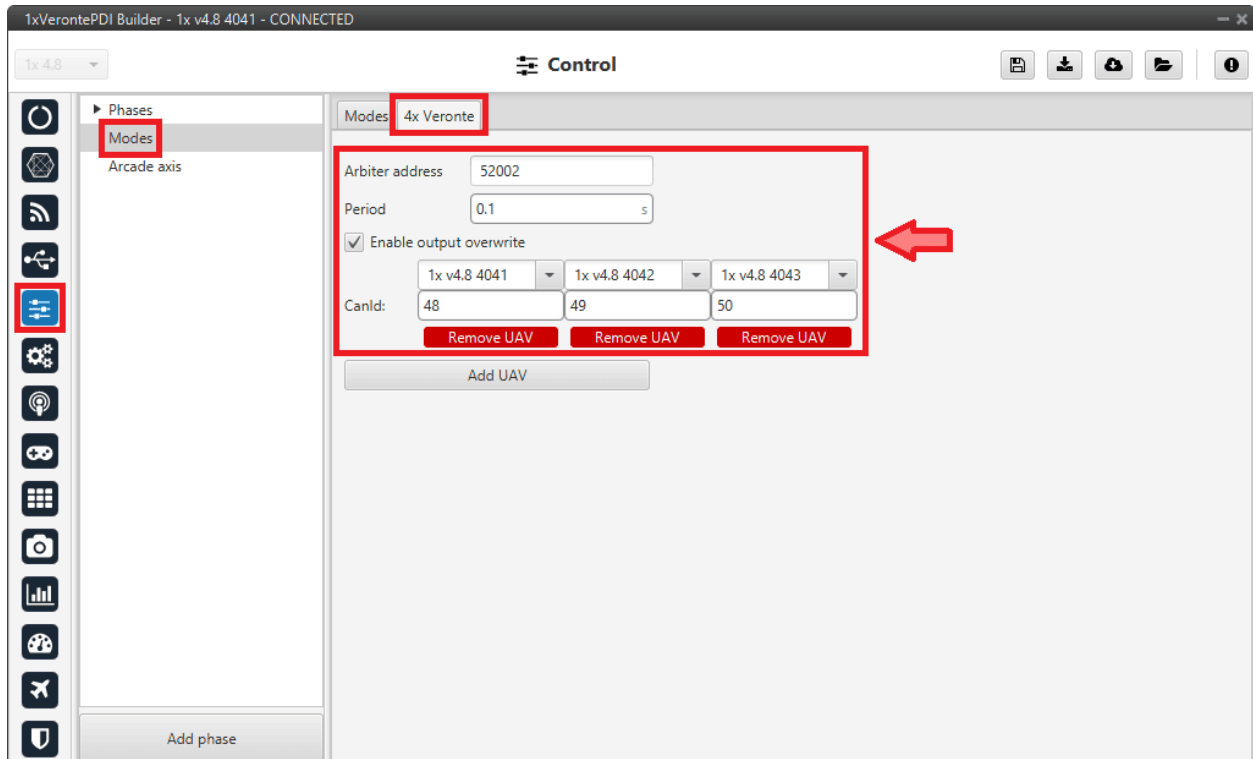 1xVerontePDI Builder - 1x v4.8 4041 - CONNECTED
1x 4.8
Control
Phases
Modes
Arcade axis
Add phase
Modes 4x Veronte
Arbiter address 52002
Period 0.1 s
Enable output overwrite
1x v4.8 4041 1x v4.8 4042 1x v4.8 4043
CanId: 48 49 50
Remove UAV Remove UAV Remove UAV
Add UAV